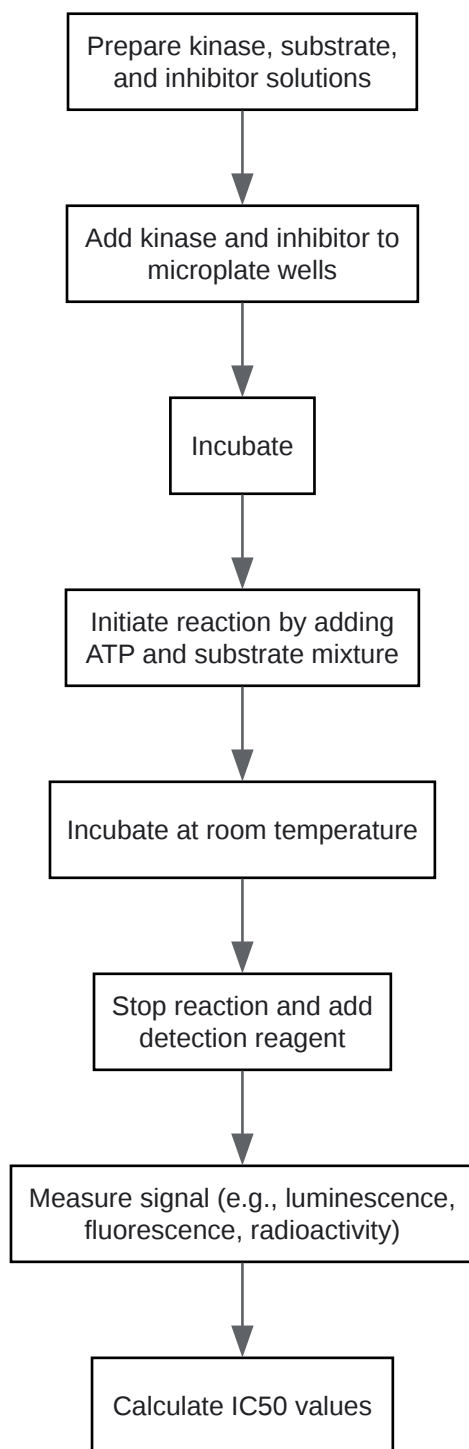 Prepare kinase, substrate,
and inhibitor solutions
Add kinase and inhibitor to
microplate wells
Incubate
Initiate reaction by adding
ATP and substrate mixture
Incubate at room temperature
Stop reaction and add
detection reagent
Measure signal (e.g., luminescence,
fluorescence, radioactivity)
Calculate IC50 values